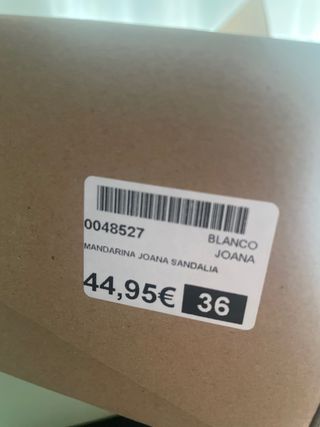 0048527 BLANCO
JOANA
MANDARINA JOANA SANDALIA
44,95€ 36